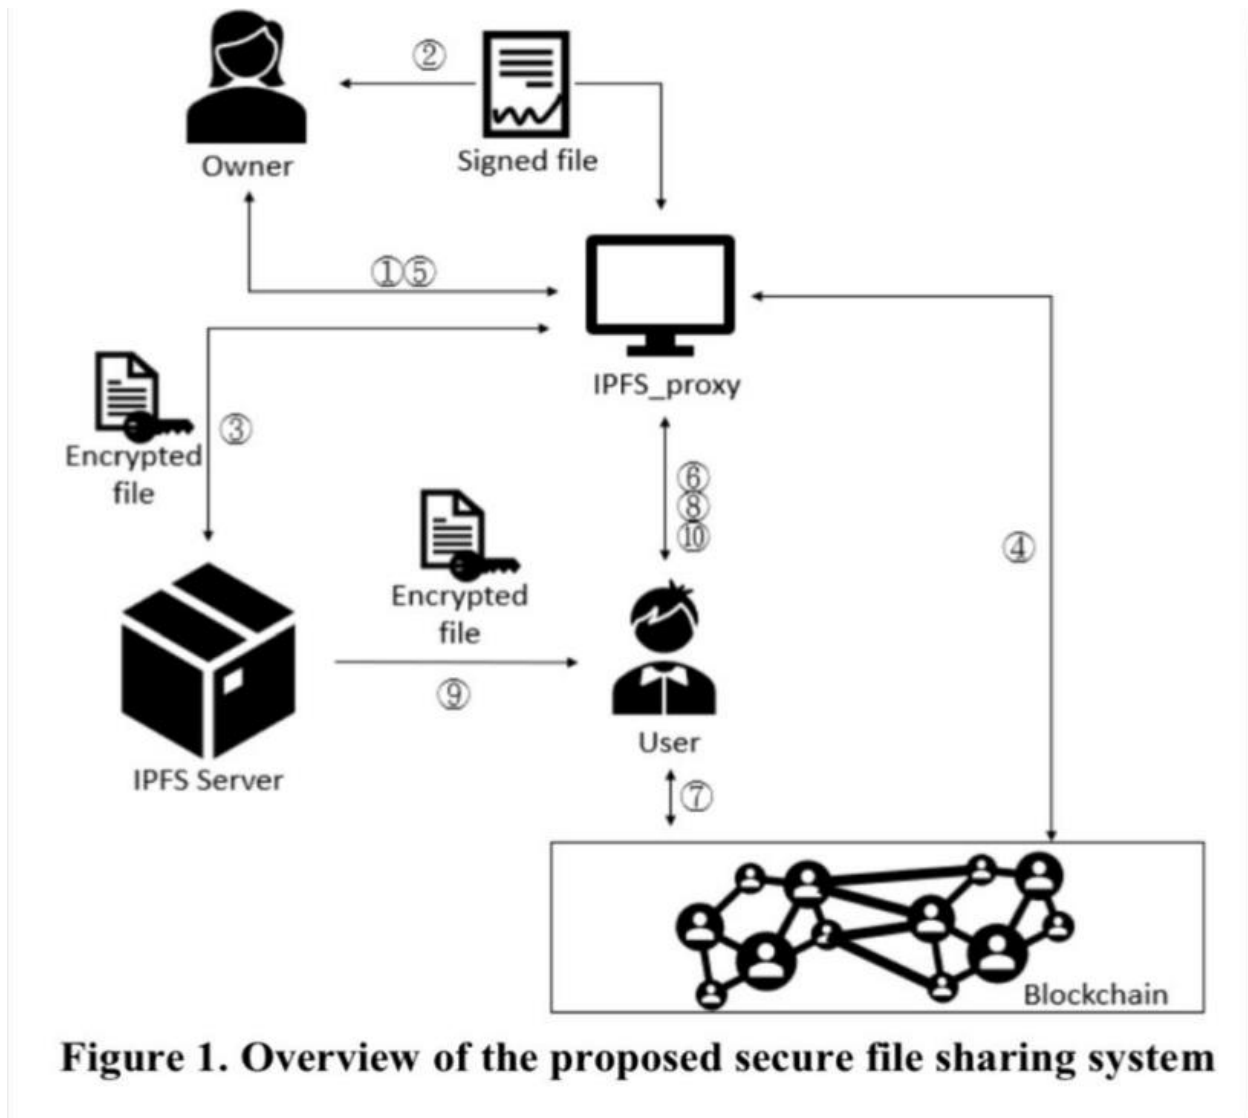 ②
Owner
Signed file
①⑤
IPFS_proxy
Encrypted
file
③
⑥
⑧
⑩
④
Encrypted
file
⑨
User
IPFS Server
⑦
Blockchain
Figure 1. Overview of the proposed secure file sharing system